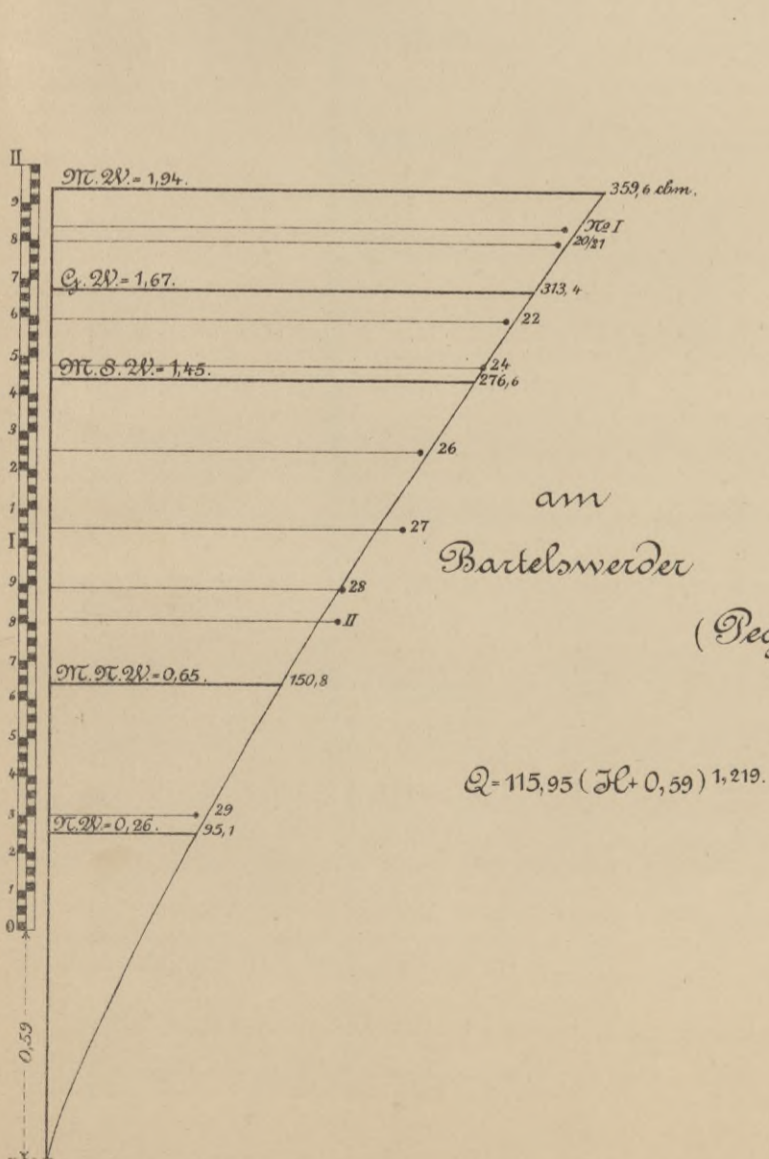 II
M.W.= 1,94.
359,6 cbm.
9
No I
8
20/21
7
G.W.= 1,67.
313,4
6
22
5
24
M.S.W.= 1,45.
276,6
4
3
26
2
1
am
27
I
Bartelswerder
9
28
8
II
(Peg
7
M.N.W.= 0,65.
150,8
6
5
4
Q= 115,95 (H+ 0,59) 1,219.
3
29
N.W.= 0,26.
95,1
2
1
0
0,59